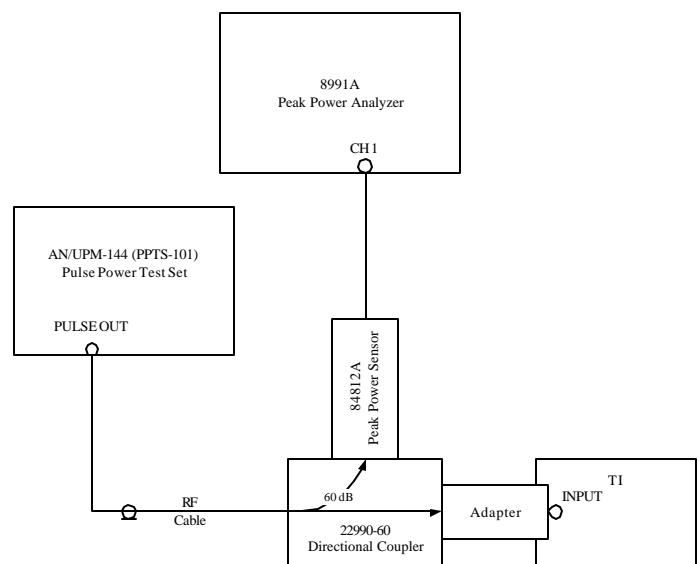 8991A
Peak Power Analyzer
CH 1
AN/UPM-144 (PPTS-101)
Pulse Power Test Set
PULSE OUT
84812A
Peak Power Sensor
60 dB
RF
Cable
22990-60
Directional Coupler
Adapter
TI
INPUT